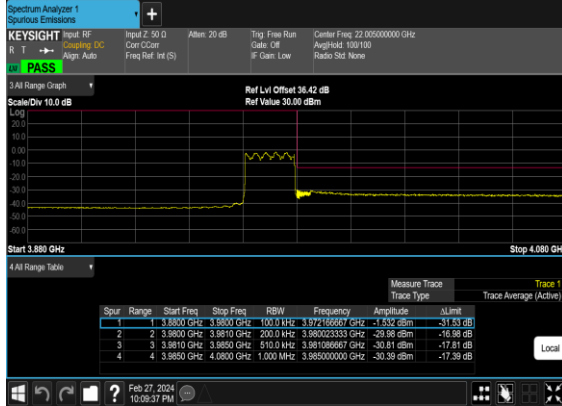 Spectrum Analyzer 1
Spurious Emissions
+
KEYSIGHT Input: RF Input Z: 50 Ω Atten: 20 dB Trig: Free Run Center Freq: 22.005000000 GHz
R T Coupling: DC Corr CCorr Gate: Off Avg|Hold: 100/100
Align: Auto Freq Ref: Int (S) IF Gain: Low Radio Std: None
PASS
3 All Range Graph ▼ Ref Lvl Offset 36.42 dB
Scale/Div 10.0 dB Ref Value 30.00 dBm
Log
20.0
10.0
0.00
-10.0
-20.0
-30.0
-40.0
-50.0
-60.0
Start 3.880 GHz Stop 4.080 GH
4 All Range Table ▼
Measure Trace Trace 1
Trace Type Trace Average (Active)
Spur Range Start Freq Stop Freq RBW Frequency Amplitude ΔLimit
1 1 3.8800 GHz 3.9800 GHz 100.0 kHz 3.972166667 GHz -1.532 dBm -31.53 dB
2 2 3.9800 GHz 3.9810 GHz 200.0 kHz 3.980023333 GHz -29.98 dBm -16.98 dB
3 3 3.9810 GHz 3.9850 GHz 510.0 kHz 3.981086667 GHz -30.81 dBm -17.81 dB
4 4 3.9850 GHz 4.0800 GHz 1.000 MHz 3.985000000 GHz -30.39 dBm -17.39 dB
Local
? Feb 27, 2024
10:09:37 PM